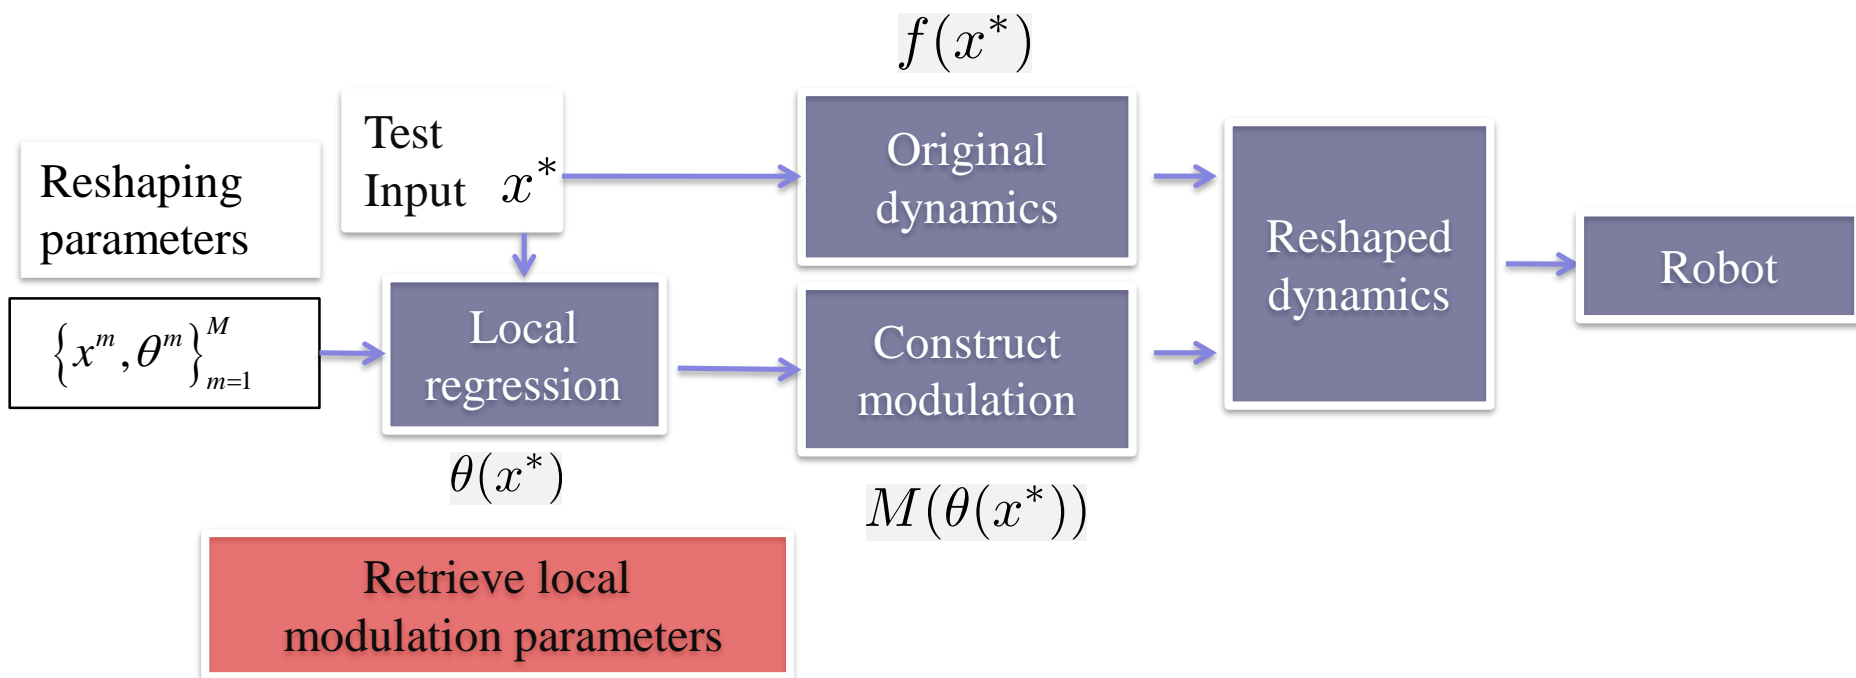 f(x*)
Test
Input x*
Reshaping
parameters
Original
dynamics
Reshaped
dynamics
Robot
{x^m, θ^m}_{m=1}^M
Local
regression
Construct
modulation
θ(x*)
M(θ(x*))
Retrieve local
modulation parameters